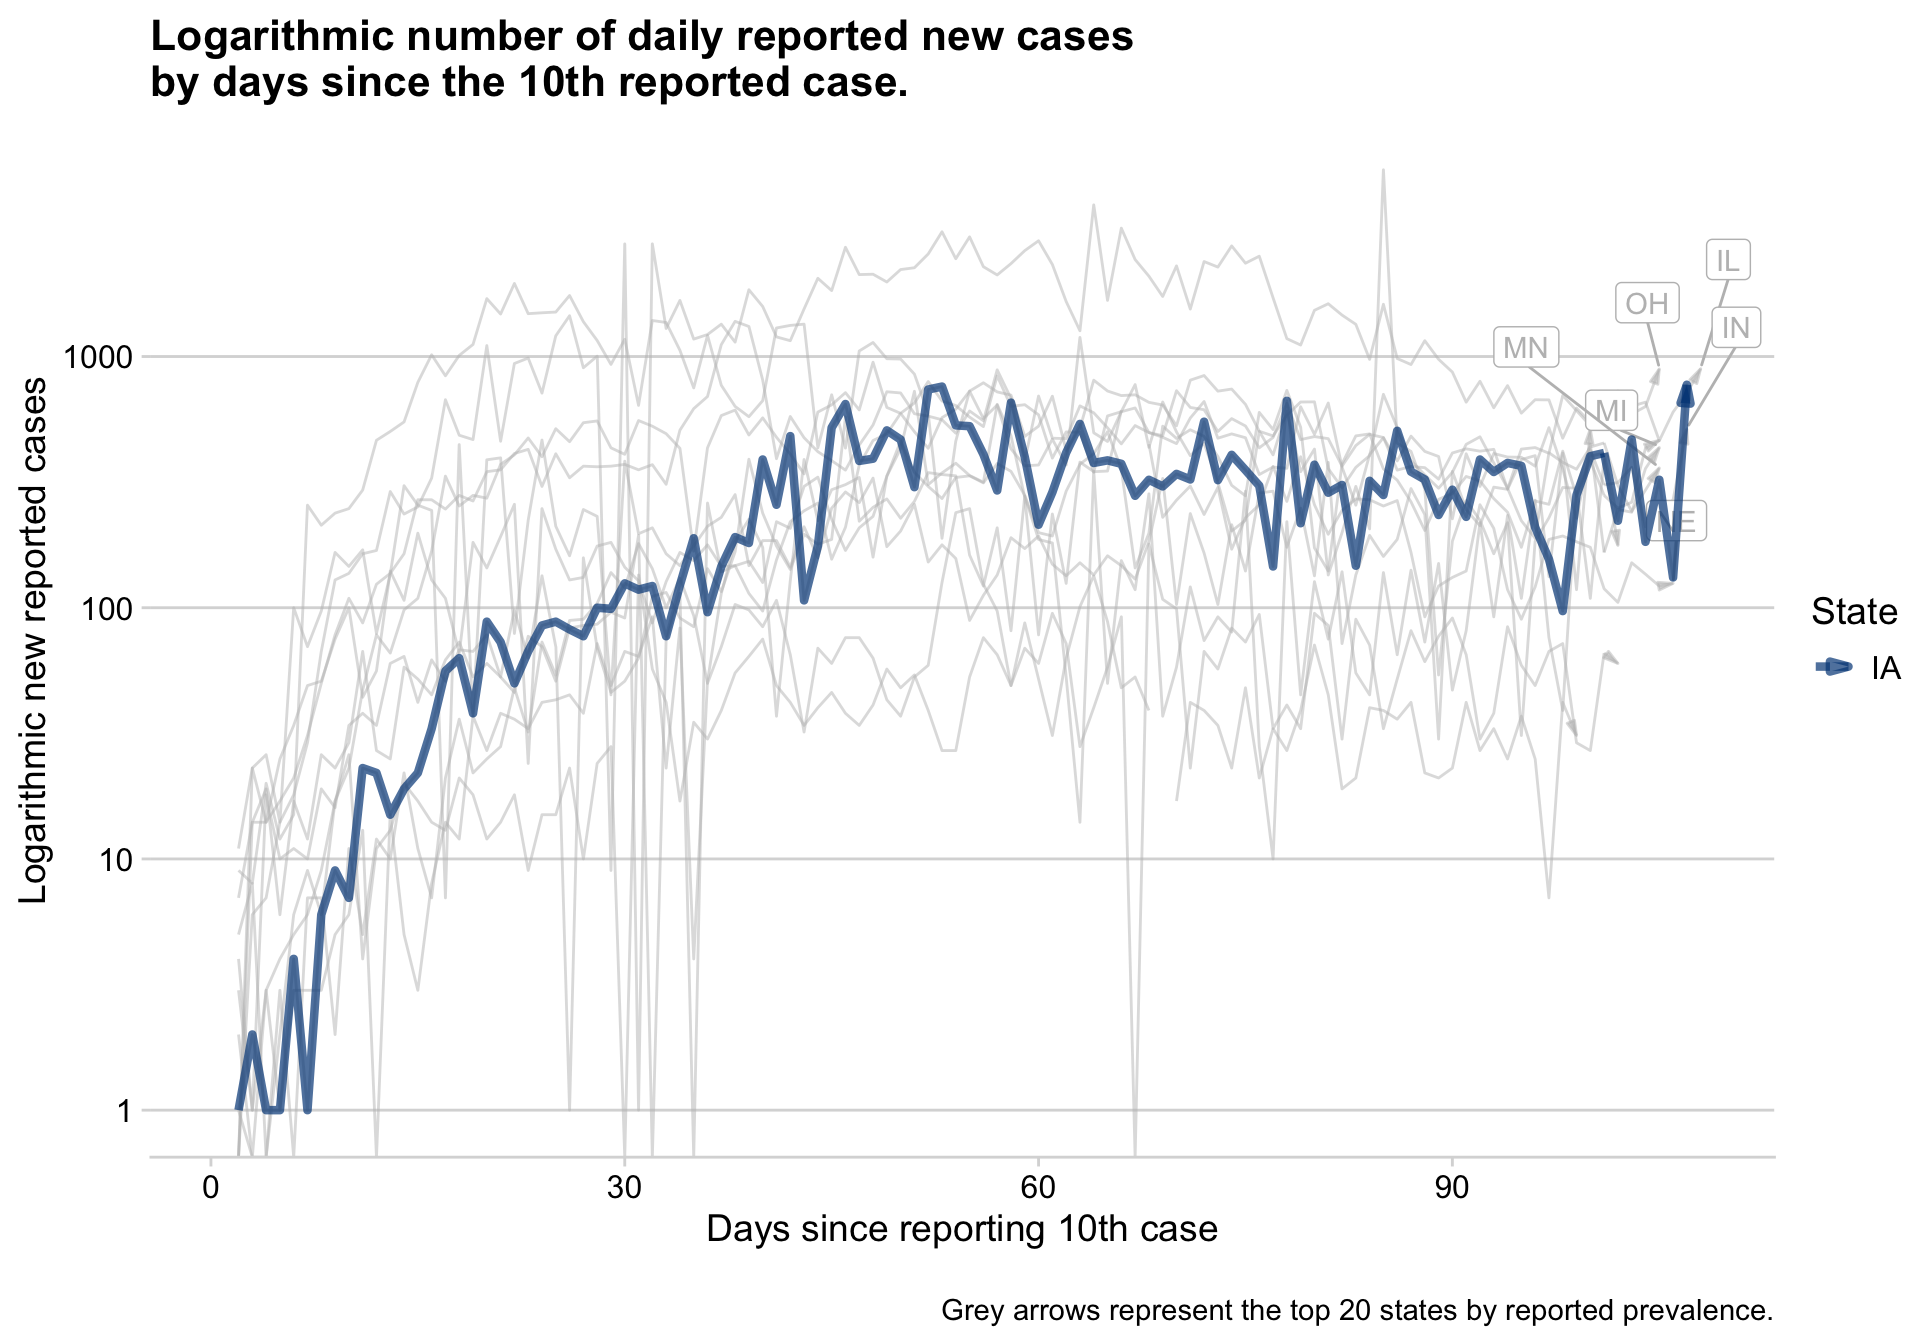 Logarithmic number of daily reported new cases
by days since the 10th reported case.
Logarithmic new reported cases
1000
100
10
1
IL
OH
IN
MN
MI
State
IA
0
30
60
90
Days since reporting 10th case
Grey arrows represent the top 20 states by reported prevalence.